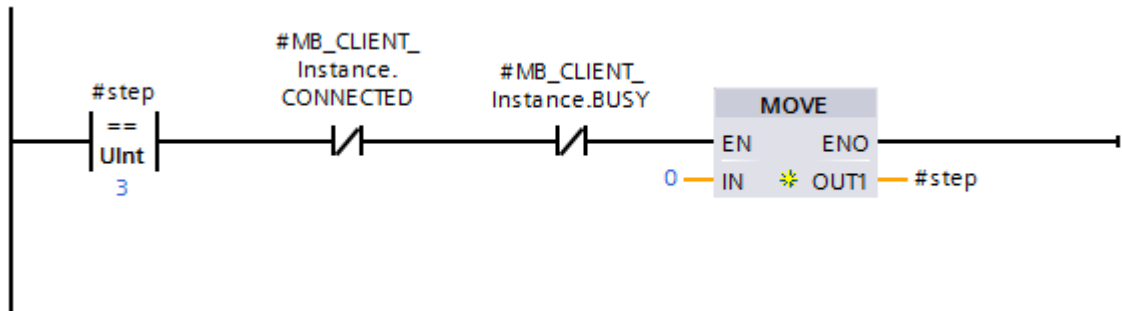 #step
==
UInt
3
#MB_CLIENT_
Instance.
CONNECTED
#MB_CLIENT_
Instance.BUSY
MOVE
EN ENO
0 IN OUT1 #step